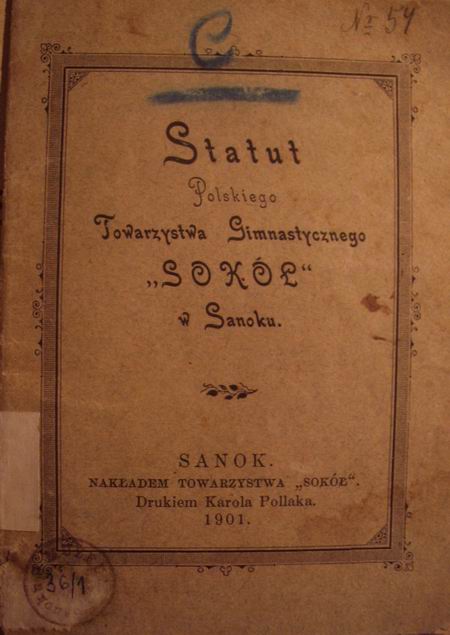 № 54
C
Statut
Polskiego
Towarzystwa Gimnastycznego
„SOKÓŁ“
w Sanoku.
SANOK.
NAKŁADEM TOWARZYSTWA „SOKÓŁ“.
Drukiem Karola Pollaka.
1901.
36/1